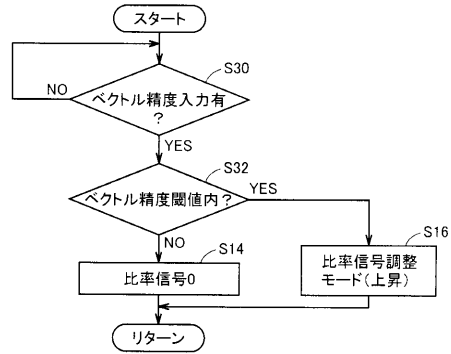 スタート
S30
ベクトル精度入力有
?
NO
YES
S32
ベクトル精度閾値内?
YES
NO
S14
比率信号0
S16
比率信号調整
モード(上昇)
リターン